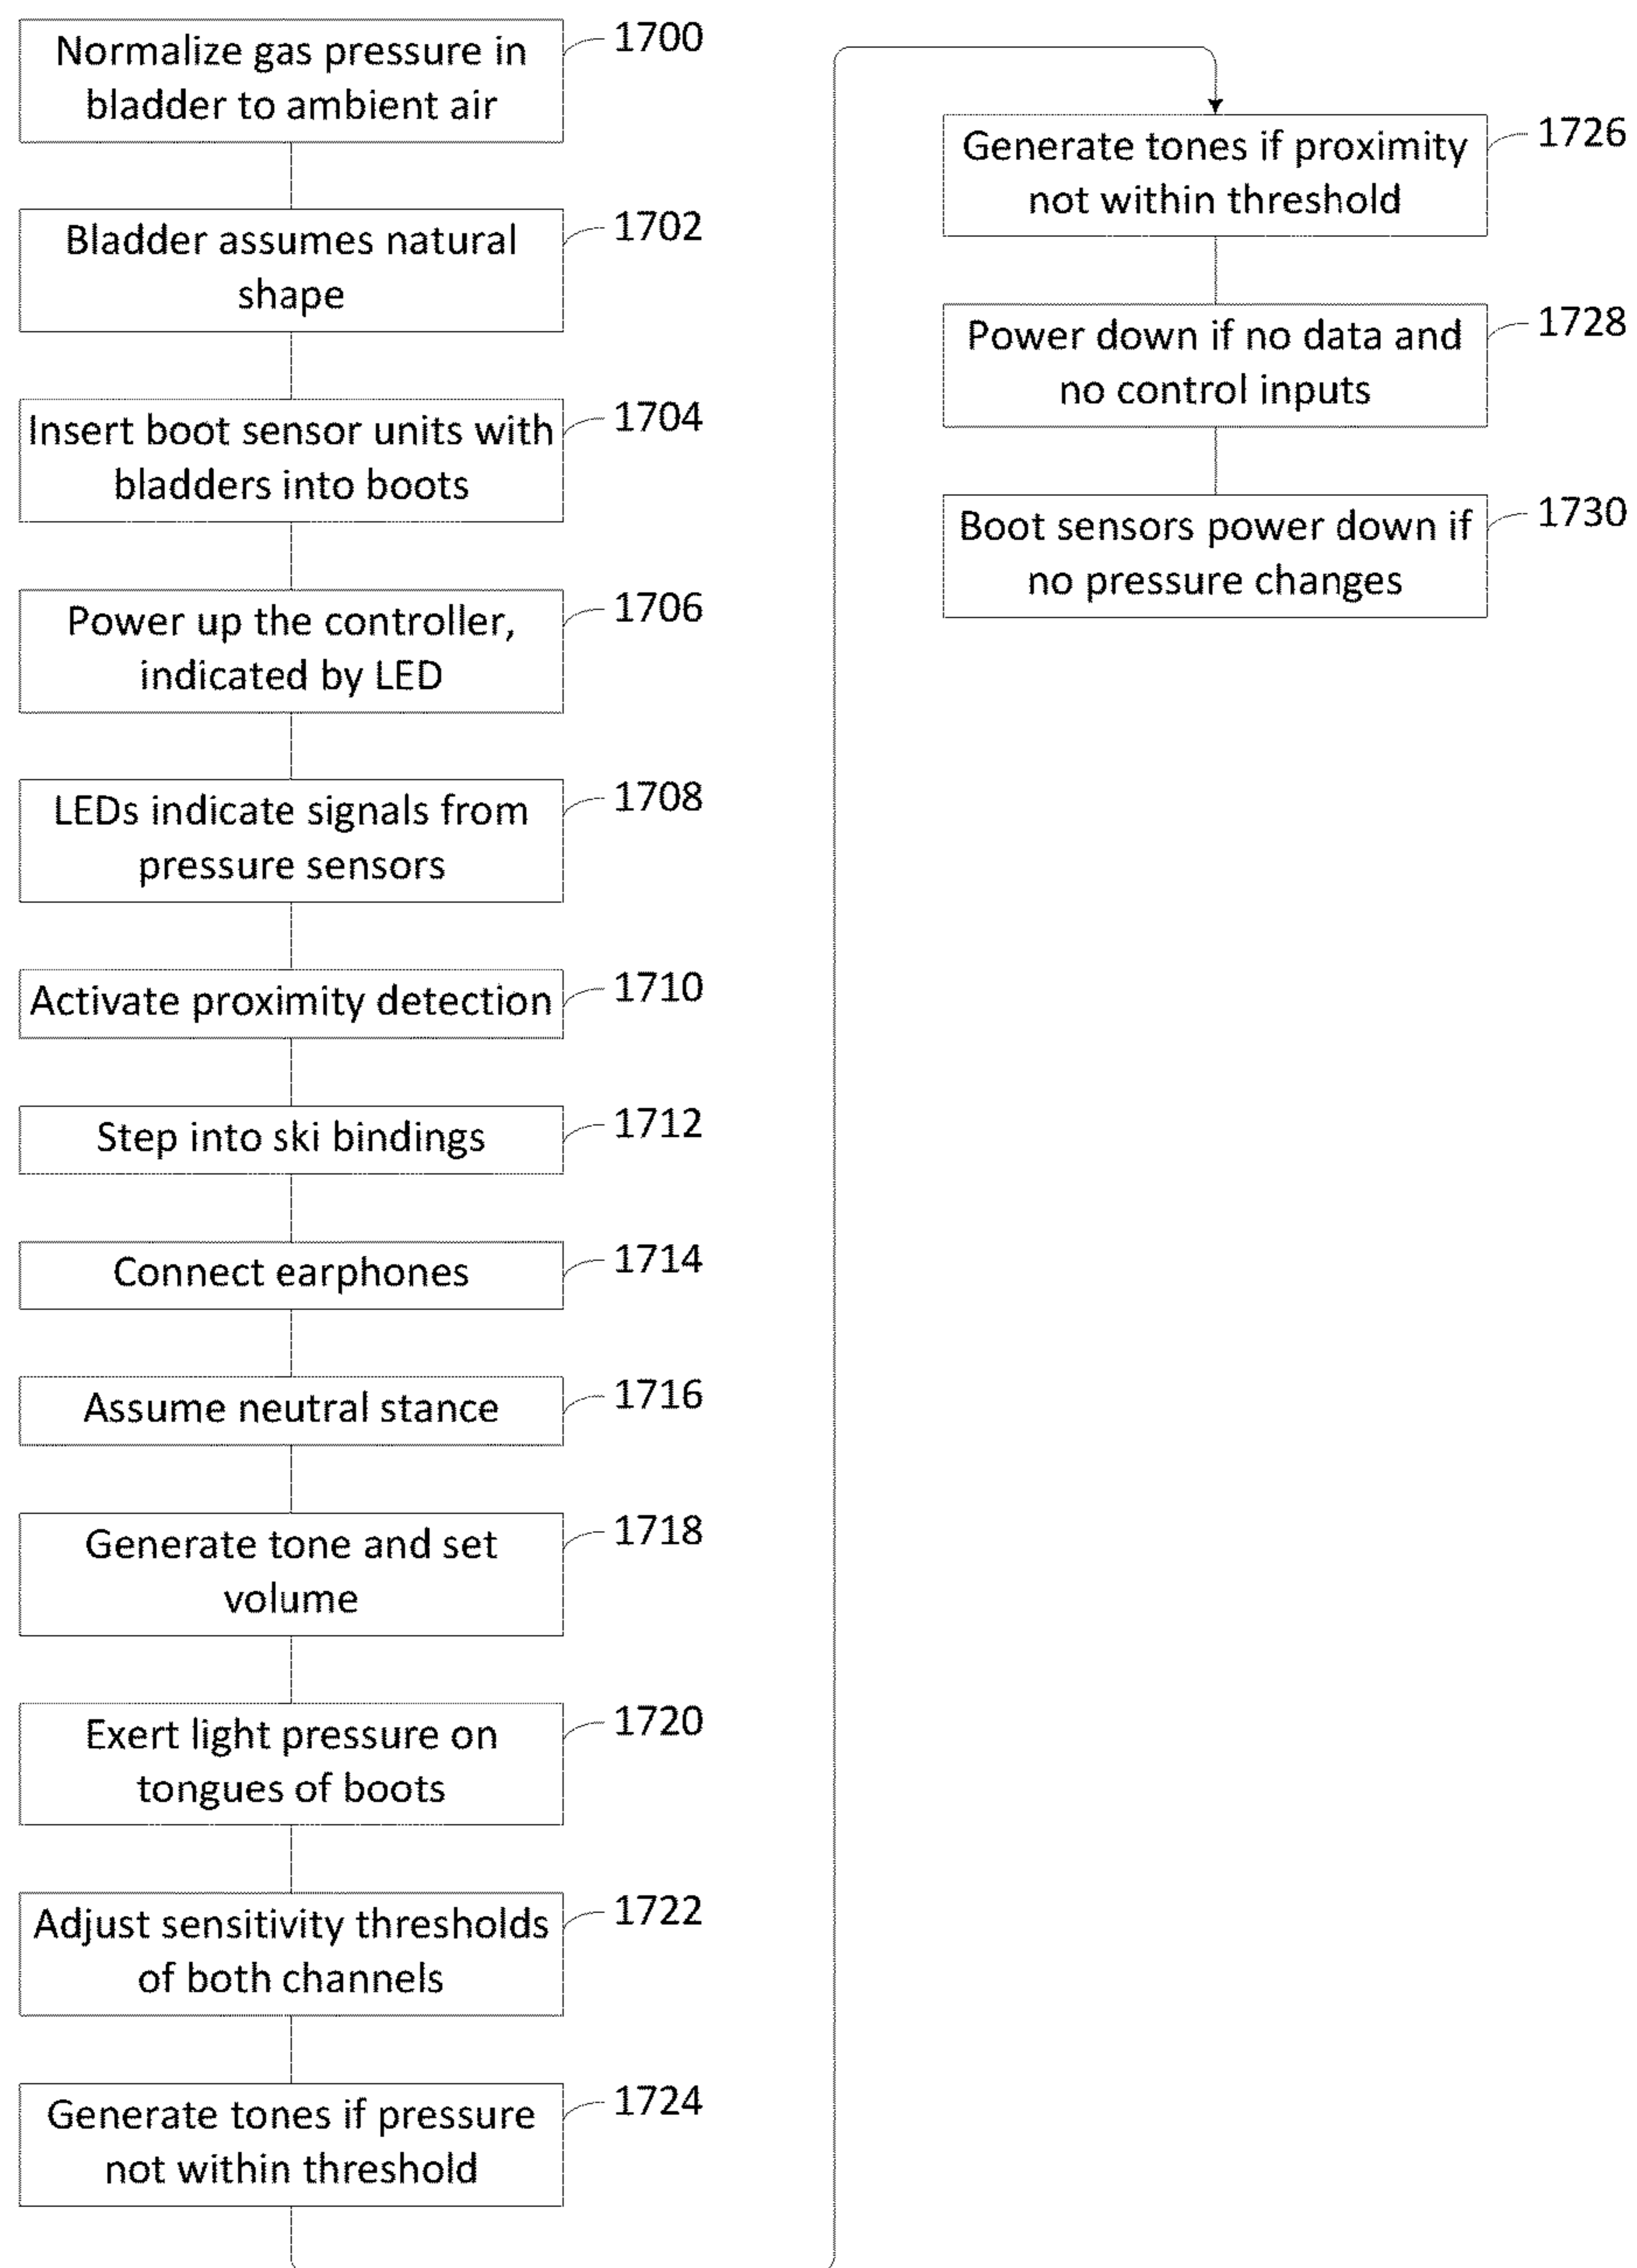 Normalize gas pressure in
bladder to ambient air
1700
Bladder assumes natural
shape
1702
Insert boot sensor units with
bladders into boots
1704
Power up the controller,
indicated by LED
1706
LEDs indicate signals from
pressure sensors
1708
Activate proximity detection
1710
Step into ski bindings
1712
Connect earphones
1714
Assume neutral stance
1716
Generate tone and set
volume
1718
Exert light pressure on
tongues of boots
1720
Adjust sensitivity thresholds
of both channels
1722
Generate tones if pressure
not within threshold
1724
Generate tones if proximity
not within threshold
1726
Power down if no data and
no control inputs
1728
Boot sensors power down if
no pressure changes
1730